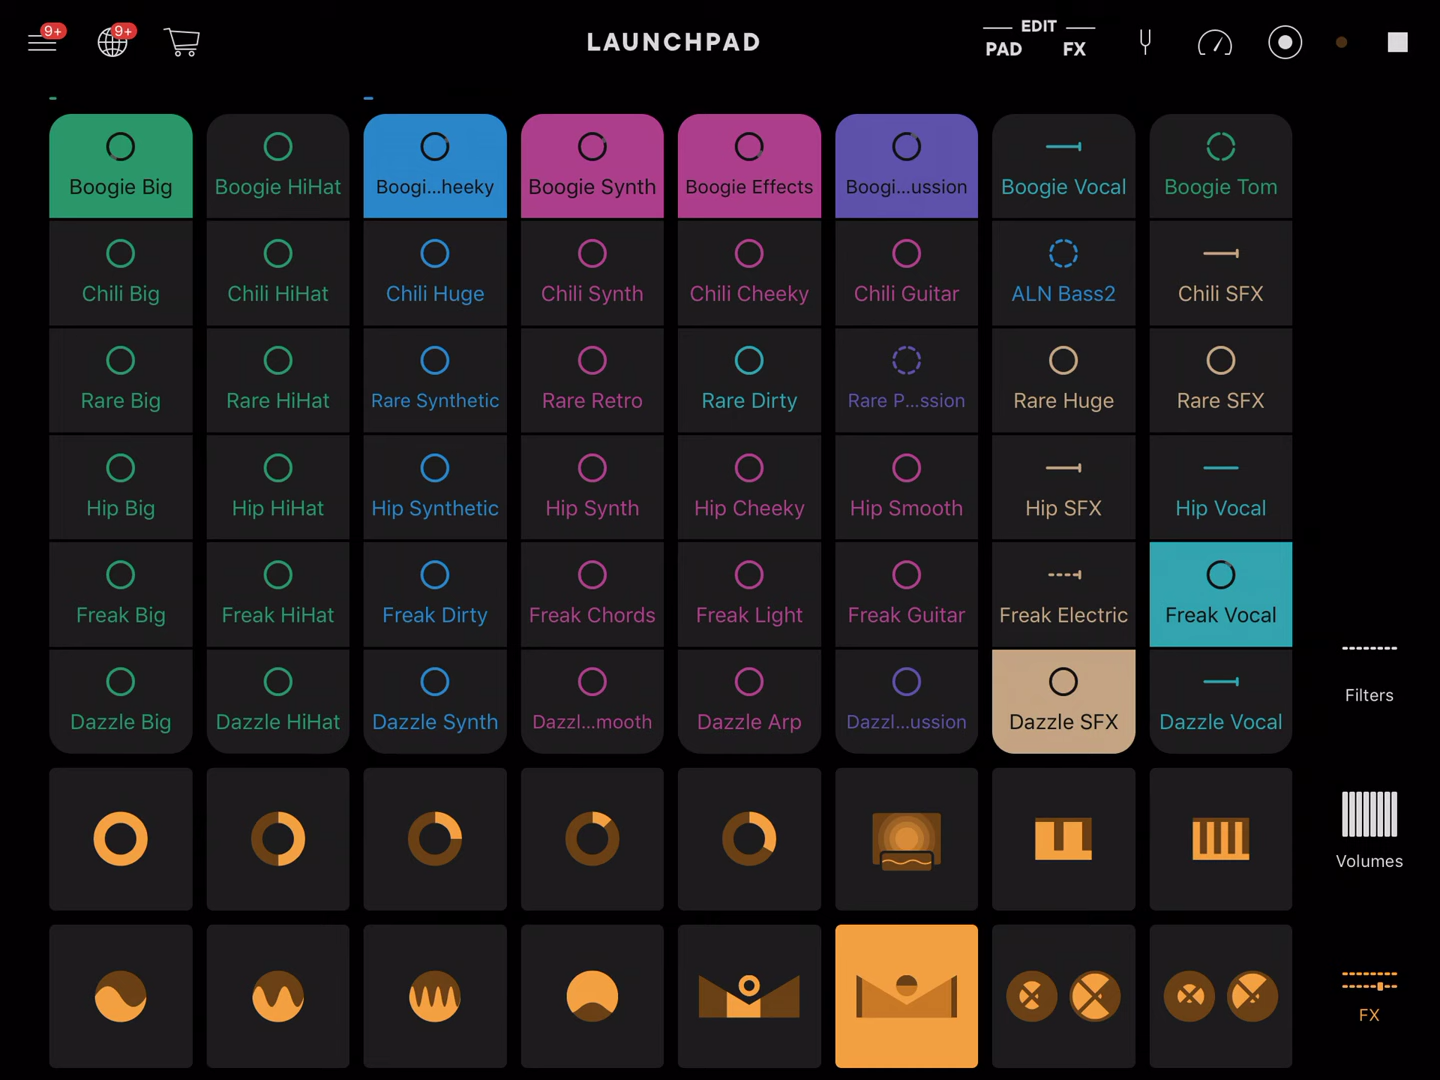 9+
9+
LAUNCHPAD
EDIT
PAD FX
Boogie Big Boogie HiHat Boogi...heeky Boogie Synth Boogie Effects Boogi...ussion Boogie Vocal Boogie Tom
Chili Big Chili HiHat Chili Huge Chili Synth Chili Cheeky Chili Guitar ALN Bass2 Chili SFX
Rare Big Rare HiHat Rare Synthetic Rare Retro Rare Dirty Rare P...ssion Rare Huge Rare SFX
Hip Big Hip HiHat Hip Synthetic Hip Synth Hip Cheeky Hip Smooth Hip SFX Hip Vocal
Freak Big Freak HiHat Freak Dirty Freak Chords Freak Light Freak Guitar Freak Electric Freak Vocal
Filters
Dazzle Big Dazzle HiHat Dazzle Synth Dazzl...mooth Dazzle Arp Dazzl...ussion Dazzle SFX Dazzle Vocal
Volumes
FX